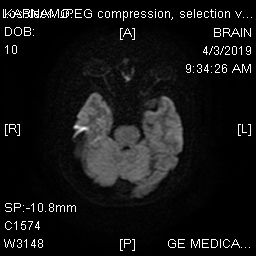 JPEG compression, selection v...
DOB:
[A]
BRAIN
10
4/3/2019
9:34:26 AM
[R]
[L]
SP:-10.8mm
C1574
W3148
[P]
GE MEDICA...